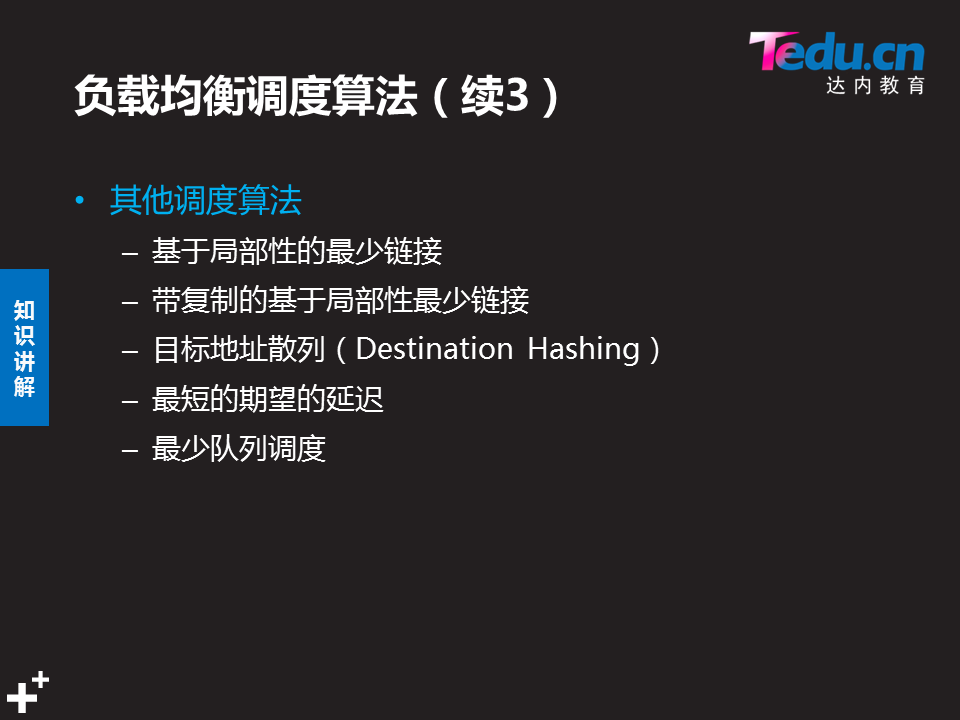 Tedu.cn
达内教育
负载均衡调度算法（续3）
• 其他调度算法
– 基于局部性的最少链接
– 带复制的基于局部性最少链接
– 目标地址散列（Destination Hashing）
– 最短的期望的延迟
– 最少队列调度
知识讲解